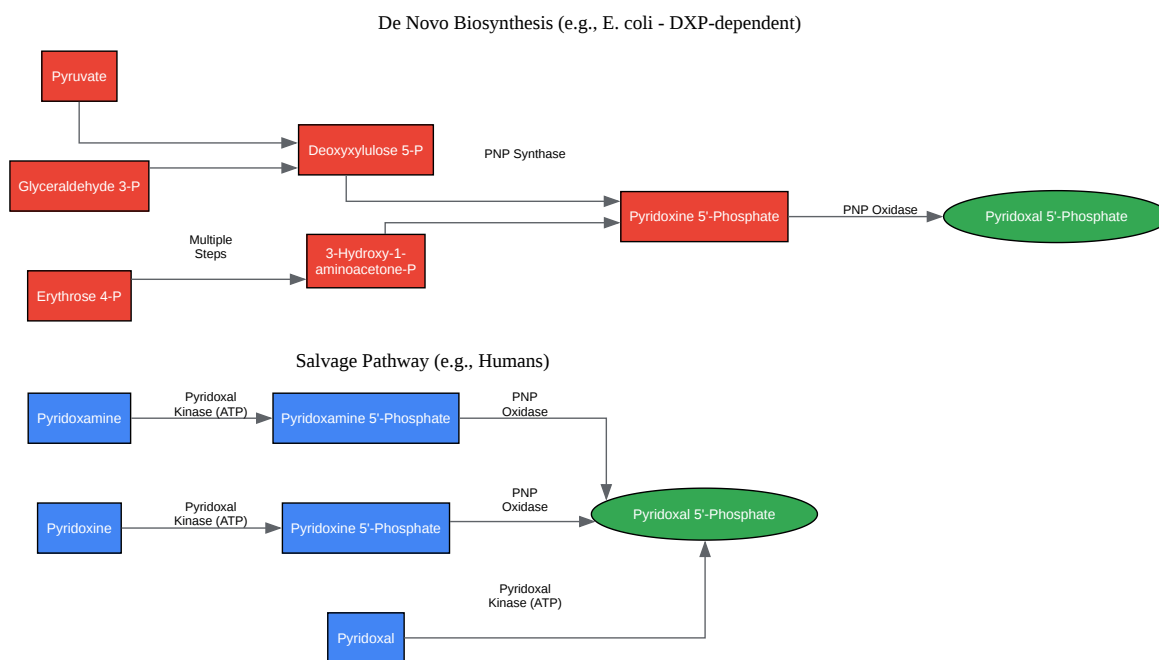 De Novo Biosynthesis (e.g., E. coli - DXP-dependent)
Pyruvate
Glyceraldehyde 3-P
Deoxyxylulose 5-P
PNP Synthase
Pyridoxine 5'-Phosphate
PNP Oxidase
Pyridoxal 5'-Phosphate
Multiple
Steps
3-Hydroxy-1-
aminoacetone-P
Erythrose 4-P
Salvage Pathway (e.g., Humans)
Pyridoxamine
Pyridoxal
Kinase (ATP)
Pyridoxamine 5'-Phosphate
PNP
Oxidase
Pyridoxine
Pyridoxal
Kinase (ATP)
Pyridoxine 5'-Phosphate
PNP
Oxidase
Pyridoxal 5'-Phosphate
Pyridoxal
Kinase (ATP)
Pyridoxal